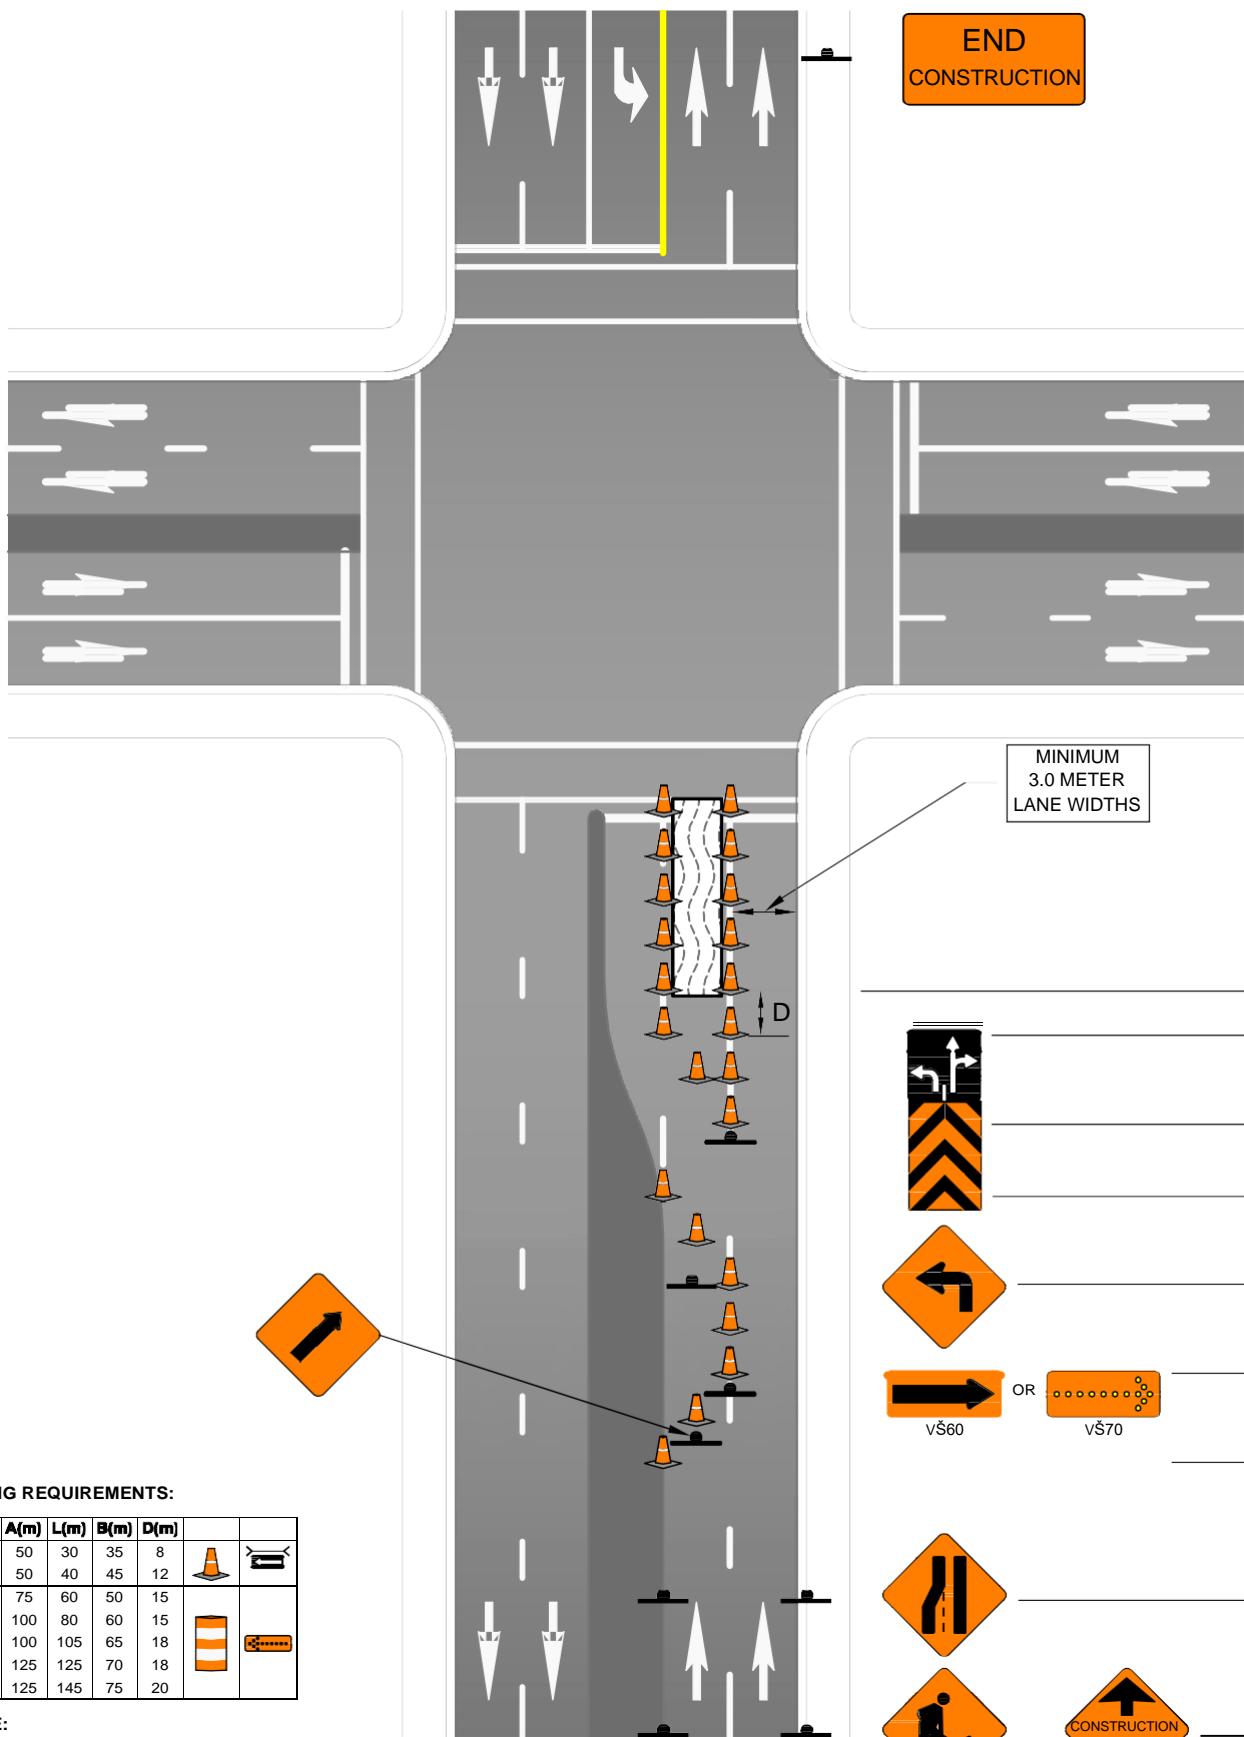 END
CONSTRUCTION
MINIMUM
3.0 METER
LANE WIDTHS
D
OR
VŠ60
VŠ70
NG REQUIREMENTS:
A(m) L(m) B(m) D(m)
50 30 35 8
50 40 45 12
75 60 50 15
100 80 60 15
100 105 65 18
125 125 70 18
125 145 75 20
E:
CONSTRUCTION